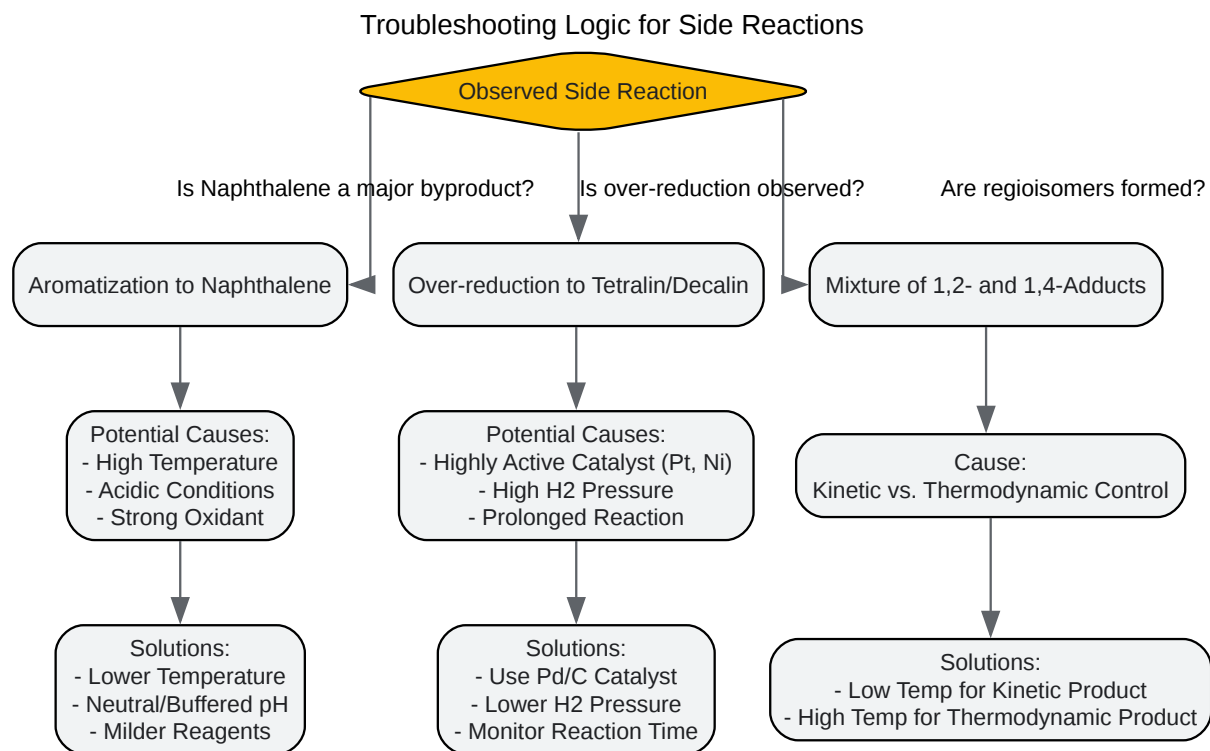 Troubleshooting Logic for Side Reactions
Observed Side Reaction
Is Naphthalene a major byproduct?
Is over-reduction observed?
Are regioisomers formed?
Aromatization to Naphthalene
Over-reduction to Tetralin/Decalin
Mixture of 1,2- and 1,4-Adducts
Potential Causes:
- High Temperature
- Acidic Conditions
- Strong Oxidant
Potential Causes:
- Highly Active Catalyst (Pt, Ni)
- High H2 Pressure
- Prolonged Reaction
Cause:
Kinetic vs. Thermodynamic Control
Solutions:
- Lower Temperature
- Neutral/Buffered pH
- Milder Reagents
Solutions:
- Use Pd/C Catalyst
- Lower H2 Pressure
- Monitor Reaction Time
Solutions:
- Low Temp for Kinetic Product
- High Temp for Thermodynamic Product